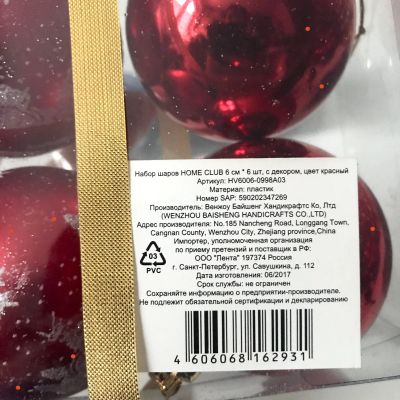 Набор шаров HOME CLUB 6 см * 6 шт, с декором, цвет красный
Артикул: HV6006-0998A03
Материал: пластик
Номер SAP: 590202347269
Производитель: Венжоу Байшенг Хандикрафтс Ко, Лтд
(WENZHOU BAISHENG HANDICRAFTS CO.,LTD)
Адрес производителя: No.185 Nancheng Road, Longgang Town,
Cangnan County, Wenzhou City, Zhejiang province,China
Импортер, уполномоченная организация
по приему претензий и поставщик в РФ:
ООО "Лента" 197374 Россия
г. Санкт-Петербург, ул. Савушкина, д. 112
Дата изготовления: 06/2017
Срок службы: не ограничен
Сохраняйте информацию о предприятии-производителе.
Не подлежит обязательной сертификации и декларированию
03
PVC
4 606068 162931